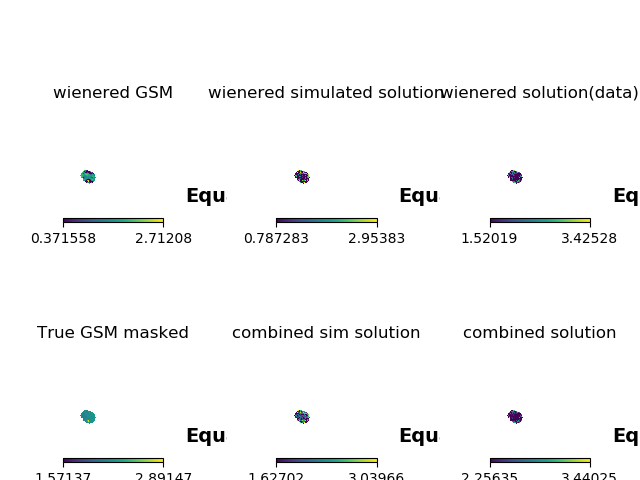 wienered GSM
wienered simulated solution
wienered solution(data)
Equ
Equ
Eq
0.371558 2.71208
0.787283 2.95383
1.52019 3.42528
True GSM masked
combined sim solution
combined solution
Equ
Equ
Eq
1.57137 2.89147
1.62702 3.03966
2.25635 3.44025